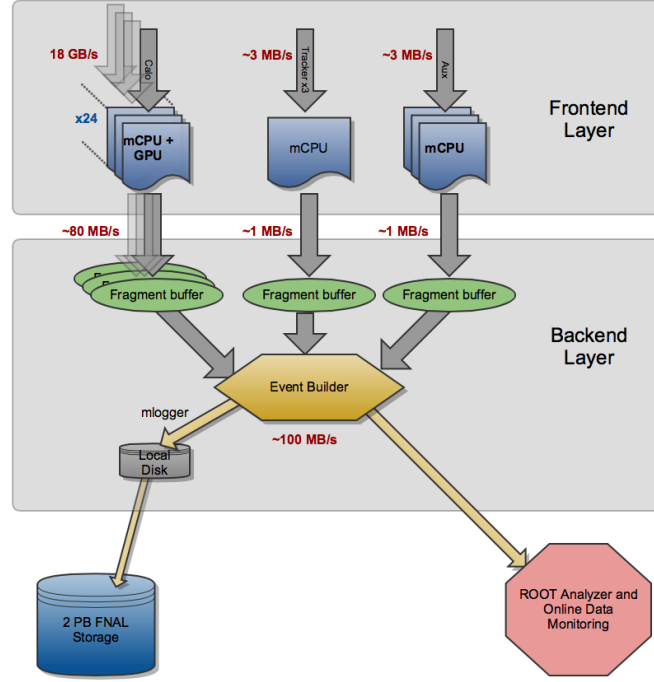 18 GB/s
Calo
~3 MB/s
Tracker x3
~3 MB/s
Aux
x24
mCPU +
GPU
mCPU
mCPU
Frontend
Layer
~80 MB/s
~1 MB/s
~1 MB/s
Fragment buffer
Fragment buffer
Fragment buffer
Backend
Layer
Event Builder
mlogger
~100 MB/s
Local
Disk
2 PB FNAL
Storage
ROOT Analyzer and
Online Data
Monitoring